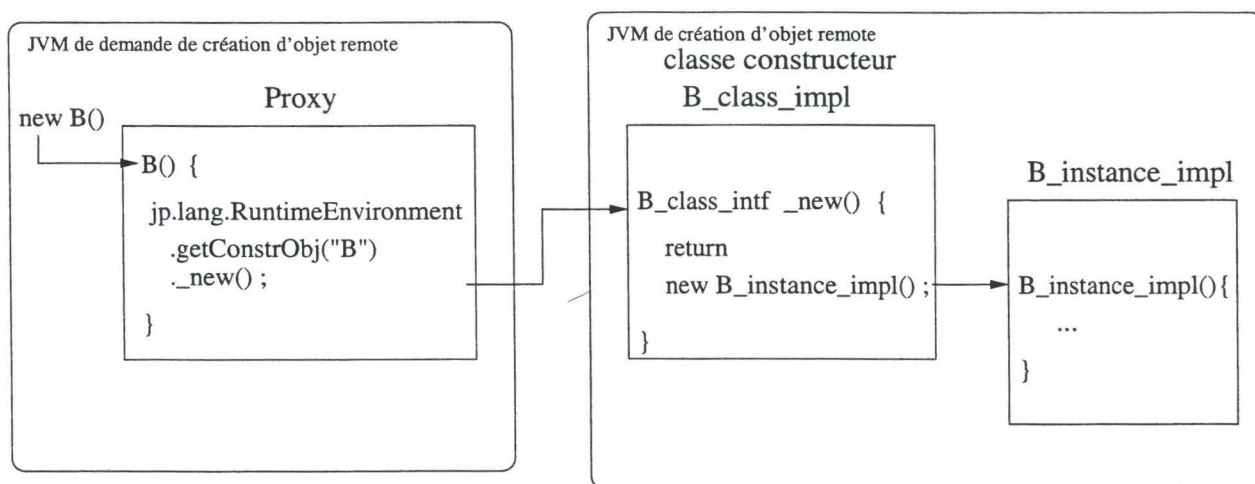 JVM de demande de création d'objet remote
Proxy
new B()
B() {
jp.lang.RuntimeEnvironment
.getConstrObj("B")
._new() ;
}
JVM de création d'objet remote
classe constructeur
B_class_impl
B_class_intf _new() {
return
new B_instance_impl() ;
}
B_instance_impl
B_instance_impl(){
...
}